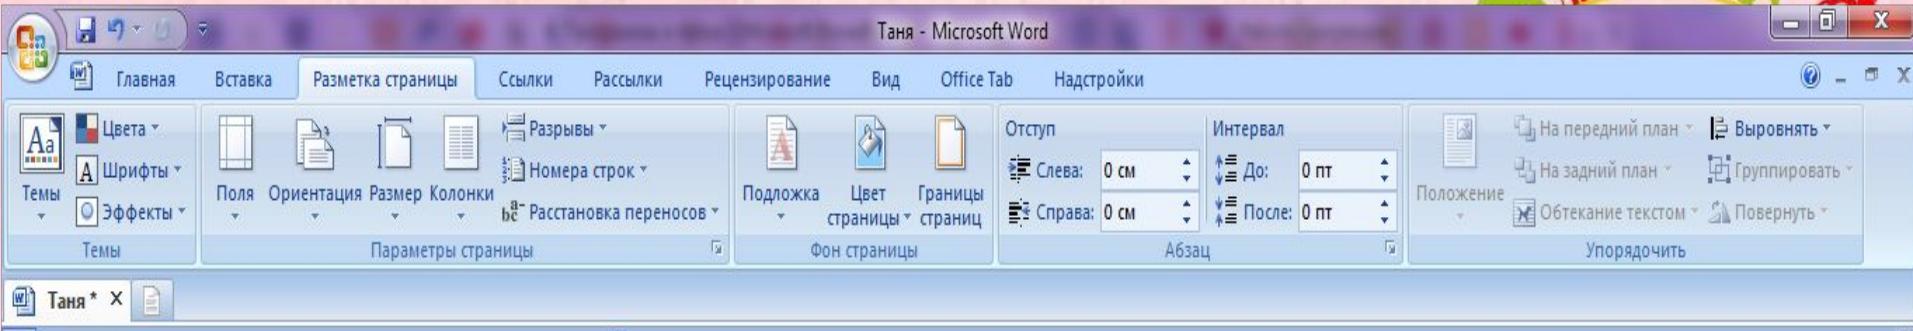 Таня - Microsoft Word
Главная Вставка Разметка страницы Ссылки Рассылки Рецензирование Вид Office Tab Надстройки
Aa Темы
Цвета
A Шрифты
Эффекты
Темы
Поля Ориентация Размер Колонки
Разрывы
Номера строк
Расстановка переносов
Параметры страницы
Подложка
Цвет страницы
Границы страниц
Фон страницы
Отступ
Слева: 0 см
Справа: 0 см
Интервал
До: 0 пт
После: 0 пт
Абзац
Положение
На передний план
На задний план
Обтекание текстом
Выровнять
Группировать
Повернуть
Упорядочить
Таня * X